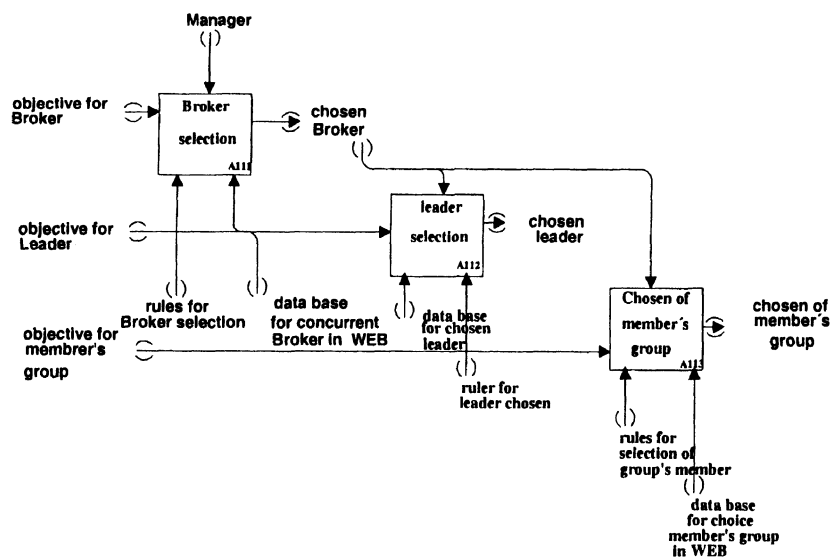 Manager
objective for
Broker
Broker
selection
A111
chosen
Broker
objective for
Leader
leader
selection
A112
chosen
leader
rules for
Broker selection
data base
for concurrent
Broker in WEB
data base
for chosen
leader
objective for
membrer's
group
Chosen of
member´s
group
A113
chosen of
member´s
group
ruler for
leader chosen
rules for
selection of
group's member
data base
for choice
member's group
in WEB